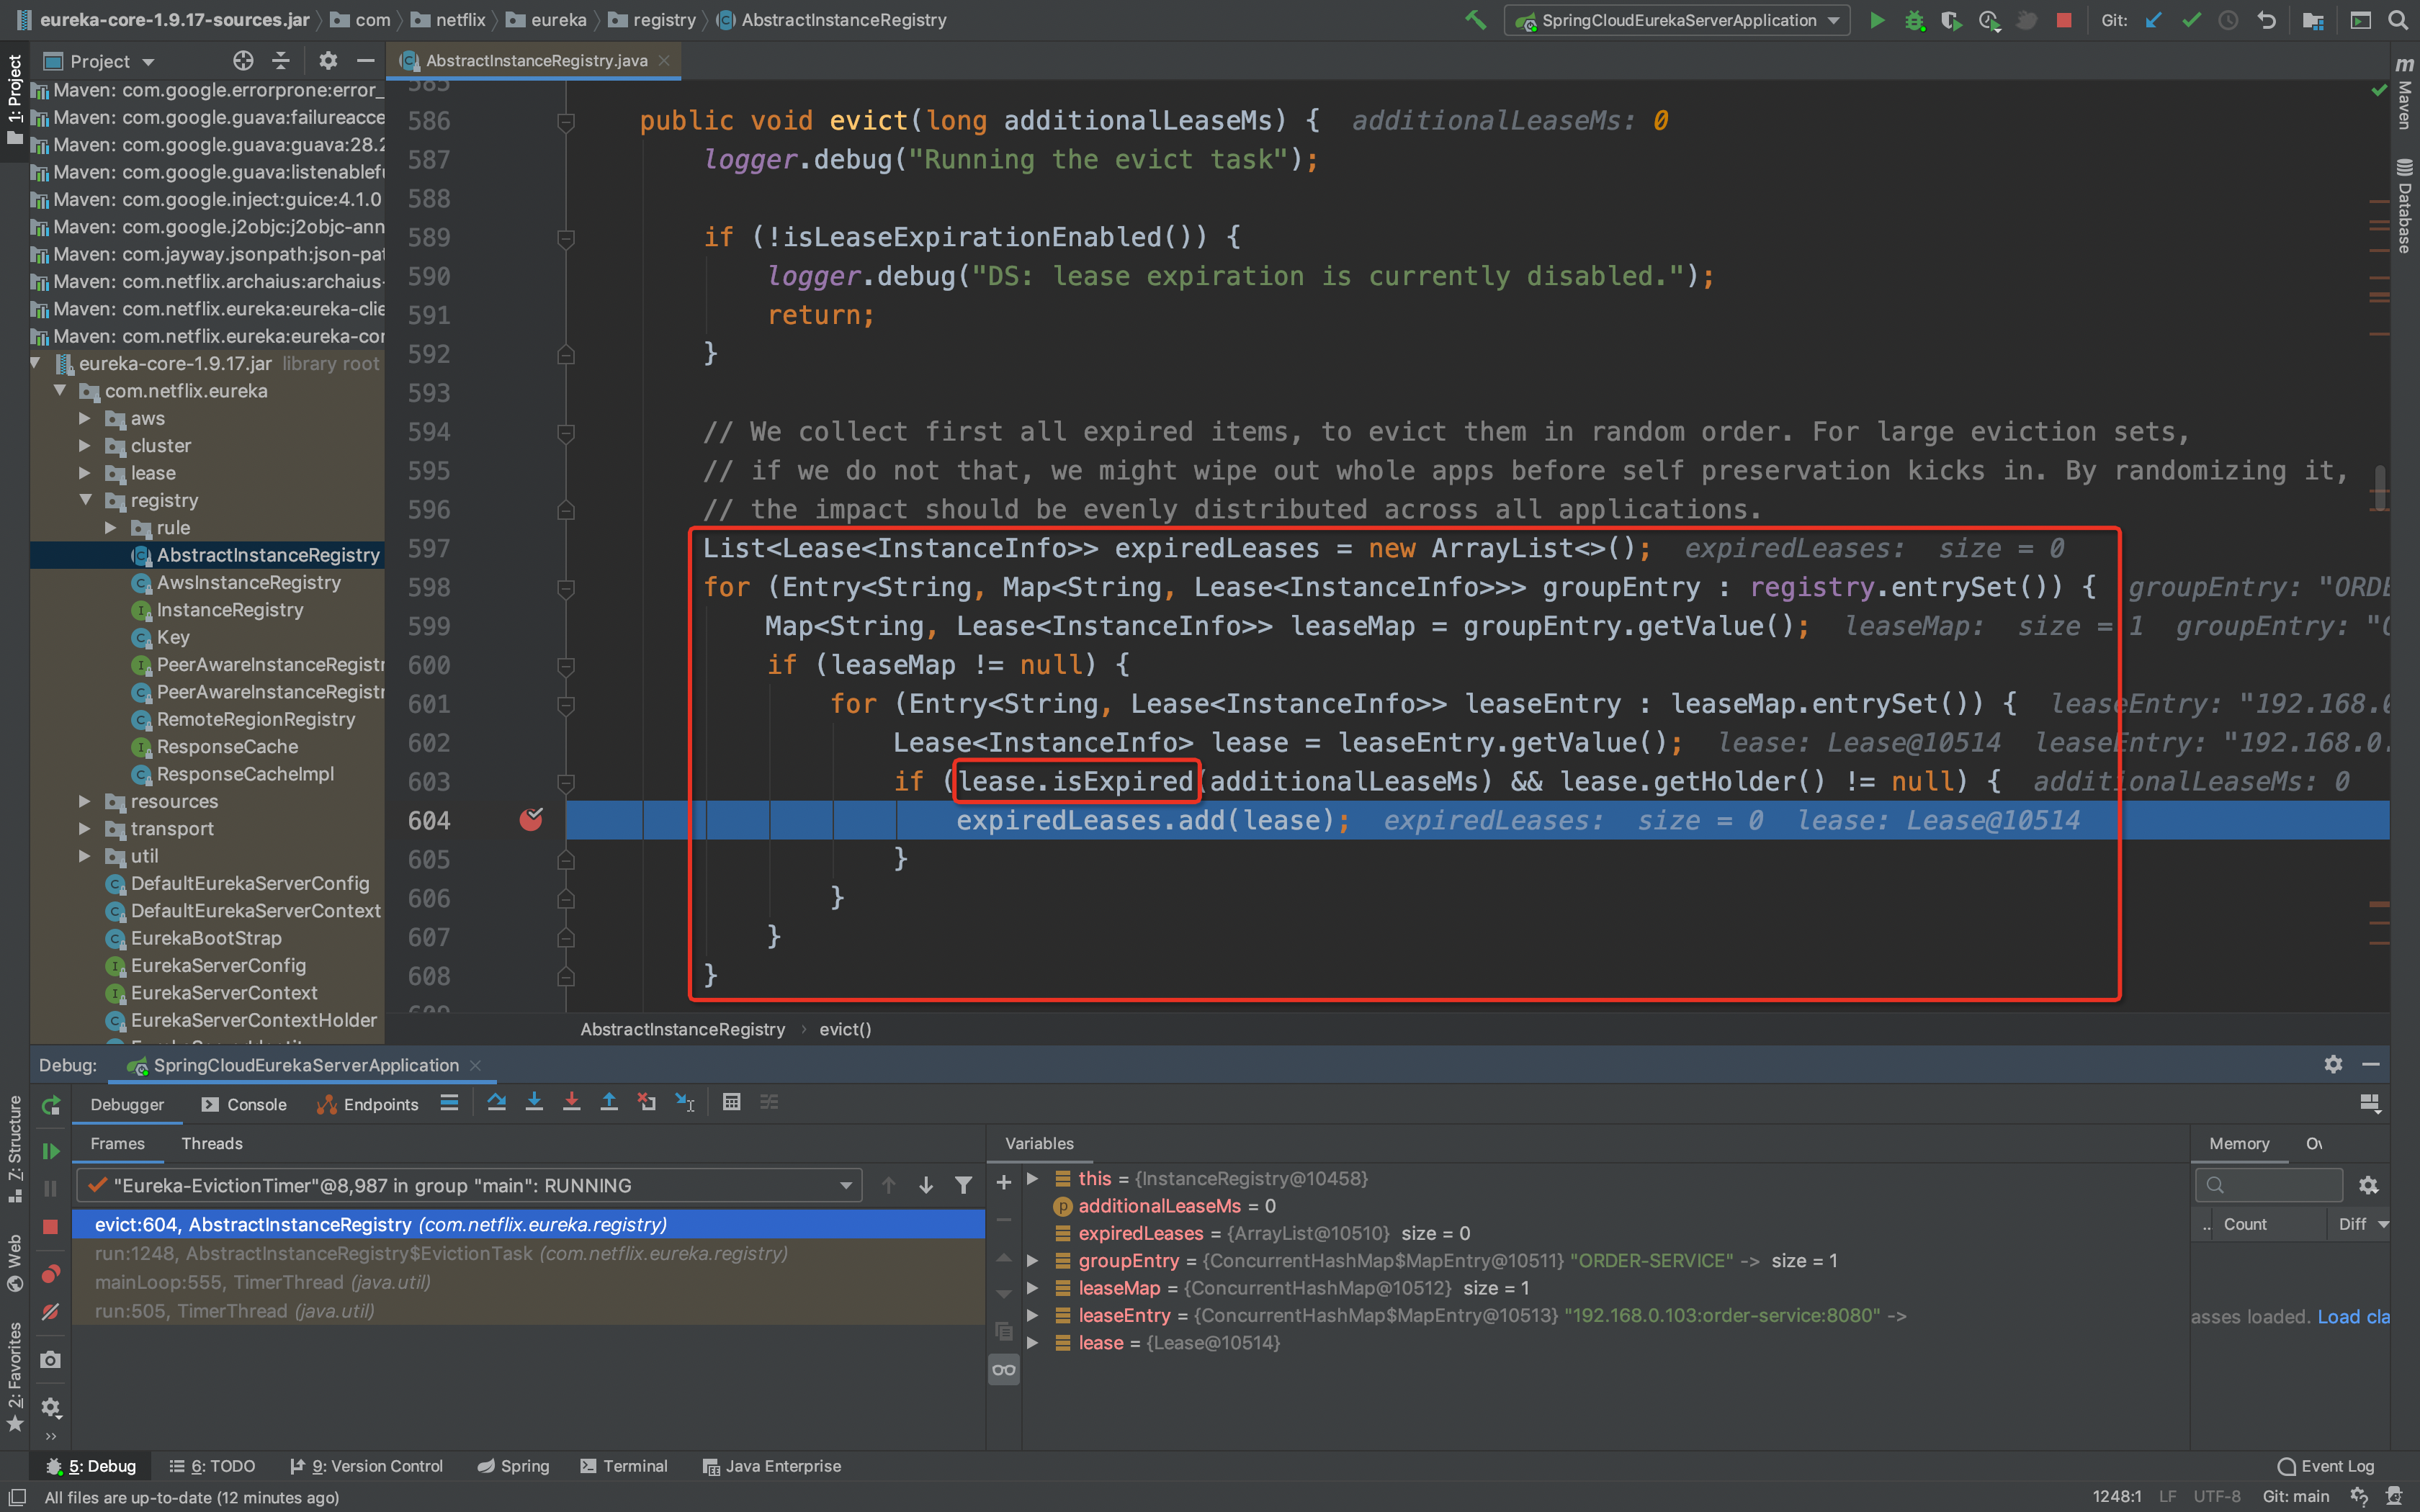 eureka-core-1.9.17-sources.jar com netflix eureka registry AbstractInstanceRegistry
SpringCloudEurekaServerApplication
Git:
1: Project
Project
Maven: com.google.errorprone:error_
Maven: com.google.guava:failureacce
Maven: com.google.guava:guava:28.2
Maven: com.google.guava:listenablefu
Maven: com.google.inject:guice:4.1.0
Maven: com.google.j2objc:j2objc-ann
Maven: com.jayway.jsonpath:json-pat
Maven: com.netflix.archaius:archaius-
Maven: com.netflix.eureka:eureka-clie
Maven: com.netflix.eureka:eureka-cor
eureka-core-1.9.17.jar library root
com.netflix.eureka
aws
cluster
lease
registry
rule
AbstractInstanceRegistry
AwsInstanceRegistry
InstanceRegistry
Key
PeerAwareInstanceRegistr
PeerAwareInstanceRegistr
RemoteRegionRegistry
ResponseCache
ResponseCacheImpl
resources
transport
util
DefaultEurekaServerConfig
DefaultEurekaServerContext
EurekaBootStrap
EurekaServerConfig
EurekaServerContext
EurekaServerContextHolder
AbstractInstanceRegistry.java
585
586 public void evict(long additionalLeaseMs) { additionalLeaseMs: 0
587 logger.debug("Running the evict task");
588
589 if (!isLeaseExpirationEnabled()) {
590 logger.debug("DS: lease expiration is currently disabled.");
591 return;
592 }
593
594 // We collect first all expired items, to evict them in random order. For large eviction sets,
595 // if we do not that, we might wipe out whole apps before self preservation kicks in. By randomizing it,
596 // the impact should be evenly distributed across all applications.
597 List<Lease<InstanceInfo>> expiredLeases = new ArrayList<>(); expiredLeases: size = 0
598 for (Entry<String, Map<String, Lease<InstanceInfo>>> groupEntry : registry.entrySet()) { groupEntry: "ORDE
599 Map<String, Lease<InstanceInfo>> leaseMap = groupEntry.getValue(); leaseMap: size = 1 groupEntry: "O
600 if (leaseMap != null) {
601 for (Entry<String, Lease<InstanceInfo>> leaseEntry : leaseMap.entrySet()) { leaseEntry: "192.168.0
602 Lease<InstanceInfo> lease = leaseEntry.getValue(); lease: Lease@10514 leaseEntry: "192.168.0.
603 if (lease.isExpired(additionalLeaseMs) && lease.getHolder() != null) { additionalLeaseMs: 0
604 expiredLeases.add(lease); expiredLeases: size = 0 lease: Lease@10514
605 }
606 }
607 }
608 }
609
AbstractInstanceRegistry evict()
Maven
Database
Debug: SpringCloudEurekaServerApplication
Debugger Console Endpoints
Frames Threads
"Eureka-EvictionTimer"@8,987 in group "main": RUNNING
evict:604, AbstractInstanceRegistry (com.netflix.eureka.registry)
run:1248, AbstractInstanceRegistry$EvictionTask (com.netflix.eureka.registry)
mainLoop:555, TimerThread (java.util)
run:505, TimerThread (java.util)
Variables
this = {InstanceRegistry@10458}
additionalLeaseMs = 0
expiredLeases = {ArrayList@10510} size = 0
groupEntry = {ConcurrentHashMap$MapEntry@10511} "ORDER-SERVICE" -> size = 1
leaseMap = {ConcurrentHashMap@10512} size = 1
leaseEntry = {ConcurrentHashMap$MapEntry@10513} "192.168.0.103:order-service:8080" ->
lease = {Lease@10514}
Memory Ov
.. Count Diff
asses loaded. Load cla
Z: Structure
Web
2: Favorites
5: Debug 6: TODO 9: Version Control Spring Terminal Java Enterprise
Event Log
All files are up-to-date (12 minutes ago)
1248:1 LF UTF-8 Git: main